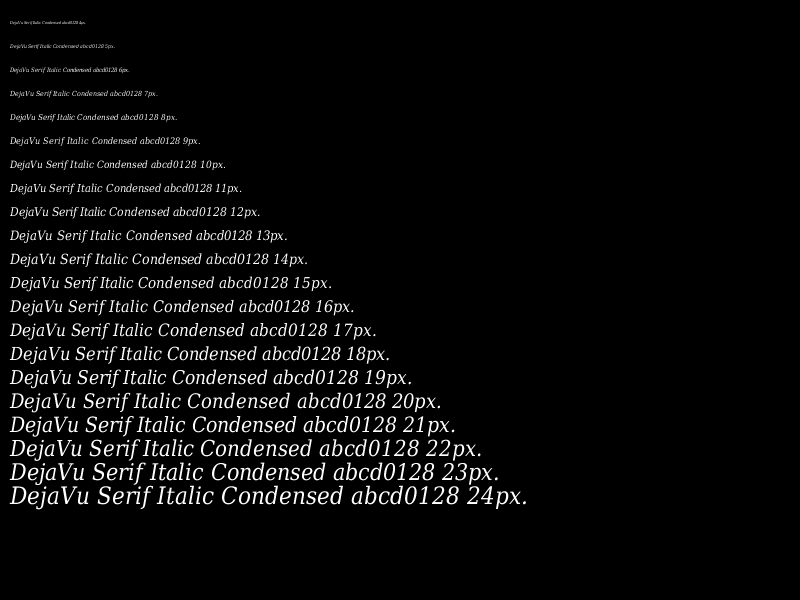 DejaVu Serif Italic Condensed abcd0128 4px.
DejaVu Serif Italic Condensed abcd0128 5px.
DejaVu Serif Italic Condensed abcd0128 6px.
DejaVu Serif Italic Condensed abcd0128 7px.
DejaVu Serif Italic Condensed abcd0128 8px.
DejaVu Serif Italic Condensed abcd0128 9px.
DejaVu Serif Italic Condensed abcd0128 10px.
DejaVu Serif Italic Condensed abcd0128 11px.
DejaVu Serif Italic Condensed abcd0128 12px.
DejaVu Serif Italic Condensed abcd0128 13px.
DejaVu Serif Italic Condensed abcd0128 14px.
DejaVu Serif Italic Condensed abcd0128 15px.
DejaVu Serif Italic Condensed abcd0128 16px.
DejaVu Serif Italic Condensed abcd0128 17px.
DejaVu Serif Italic Condensed abcd0128 18px.
DejaVu Serif Italic Condensed abcd0128 19px.
DejaVu Serif Italic Condensed abcd0128 20px.
DejaVu Serif Italic Condensed abcd0128 21px.
DejaVu Serif Italic Condensed abcd0128 22px.
DejaVu Serif Italic Condensed abcd0128 23px.
DejaVu Serif Italic Condensed abcd0128 24px.